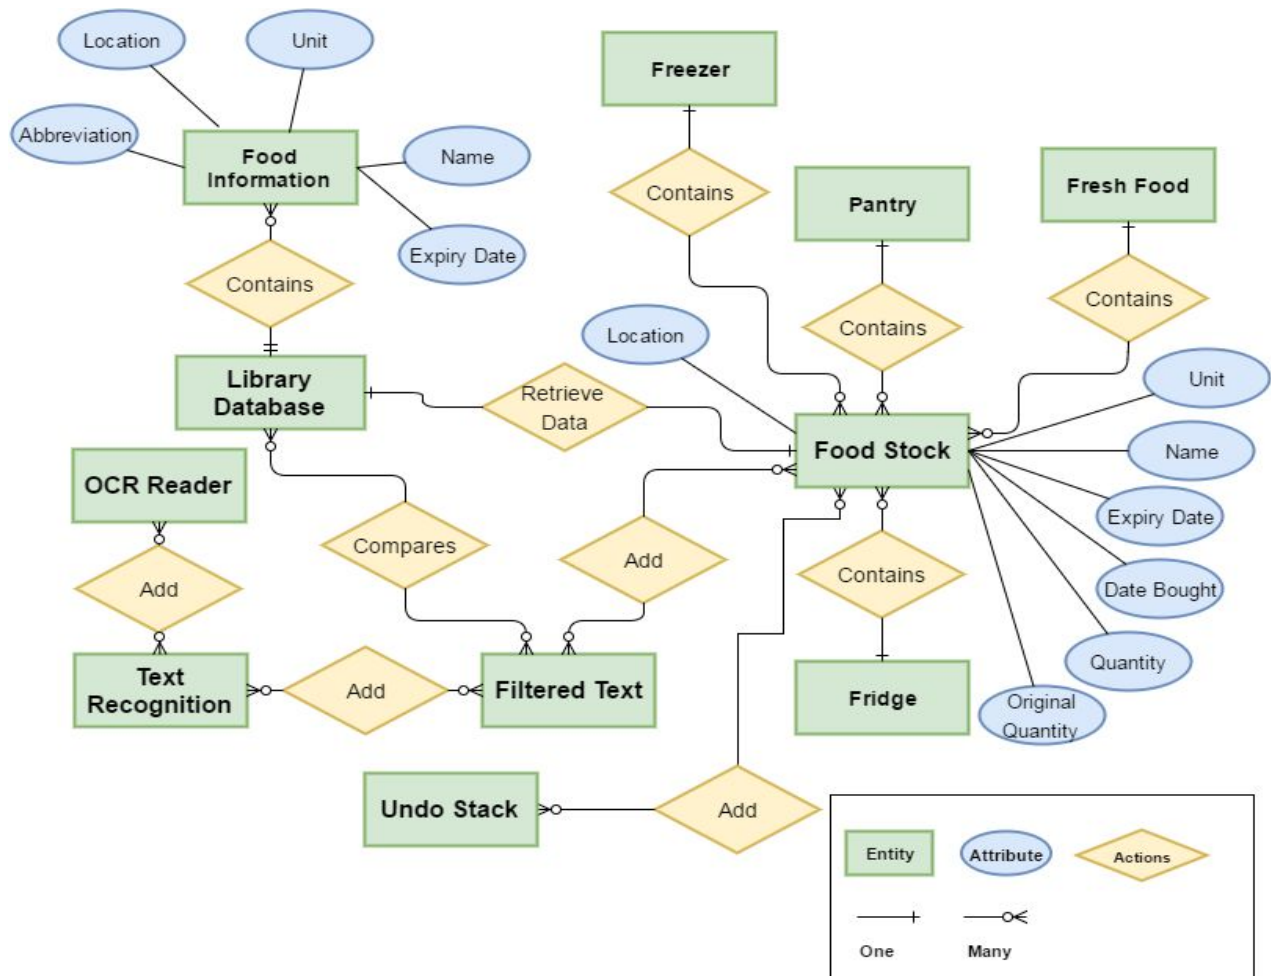 Location
Unit
Freezer
Abbreviation
Food
Information
Name
Contains
Pantry
Fresh Food
Expiry Date
Contains
Contains
Contains
Location
Library
Database
Retrieve
Data
Unit
Food Stock
Name
OCR Reader
Compares
Add
Expiry Date
Add
Contains
Date Bought
Text
Recognition
Add
Filtered Text
Fridge
Quantity
Original
Quantity
Undo Stack
Add
Entity
Attribute
Actions
One
Many